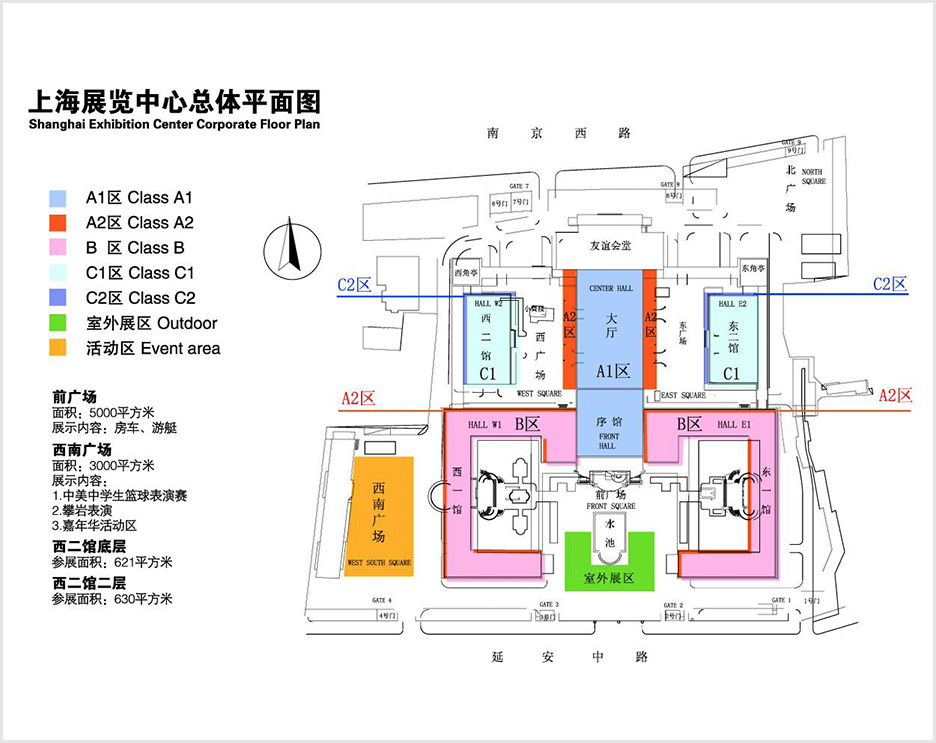 上海展览中心总体平面图
Shanghai Exhibition Center Corporate Floor Plan
A1区 Class A1
A2区 Class A2
B 区 Class B
C1区 Class C1
C2区 Class C2
室外展区 Outdoor
活动区 Event area
前广场
面积：5000平方米
展示内容：房车、游艇
西南广场
面积：3000平方米
展示内容：
1.中美中学生篮球表演赛
2.攀岩表演
3.嘉年华活动区
西二馆底层
参展面积：621平方米
西二馆二层
参展面积：630平方米
南 京 西 路
GATE 9
9号门
北广场
NORTH SQUARE
GATE 7
6号门
7号门
GATE 8
8号门
友谊会堂
西角亭
东角亭
C2区
C2区
HALL W2
西二馆
C1
西广场
WEST SQUARE
A2区
CENTER HALL
大厅
A1区
A2区
东广场
EAST SQUARE
HALL E2
东二馆
C1
A2区
A2区
HALL W1
B区
西一馆
序馆
FRONT HALL
B区
HALL E1
东一馆
前广场
FRONT SQUARE
水池
室外展区
西南广场
WEST SOUTH SQUARE
GATE 4
4号门
GATE 3
3号门
GATE 2
2号门
GATE 1
1号门
延 安 中 路